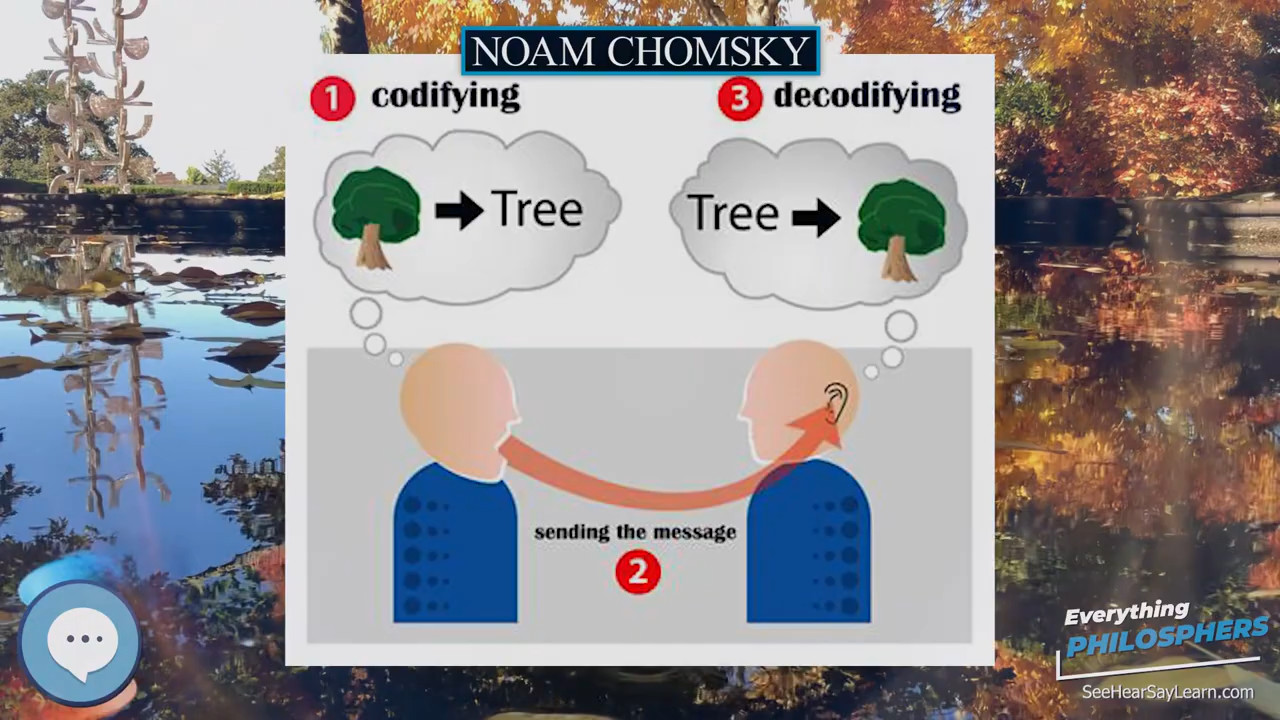 NOAM CHOMSKY
1 codifying
3 decodifying
Tree
Tree
sending the message
2
Everything
PHILOSPHERS
SeeHearSayLearn.com